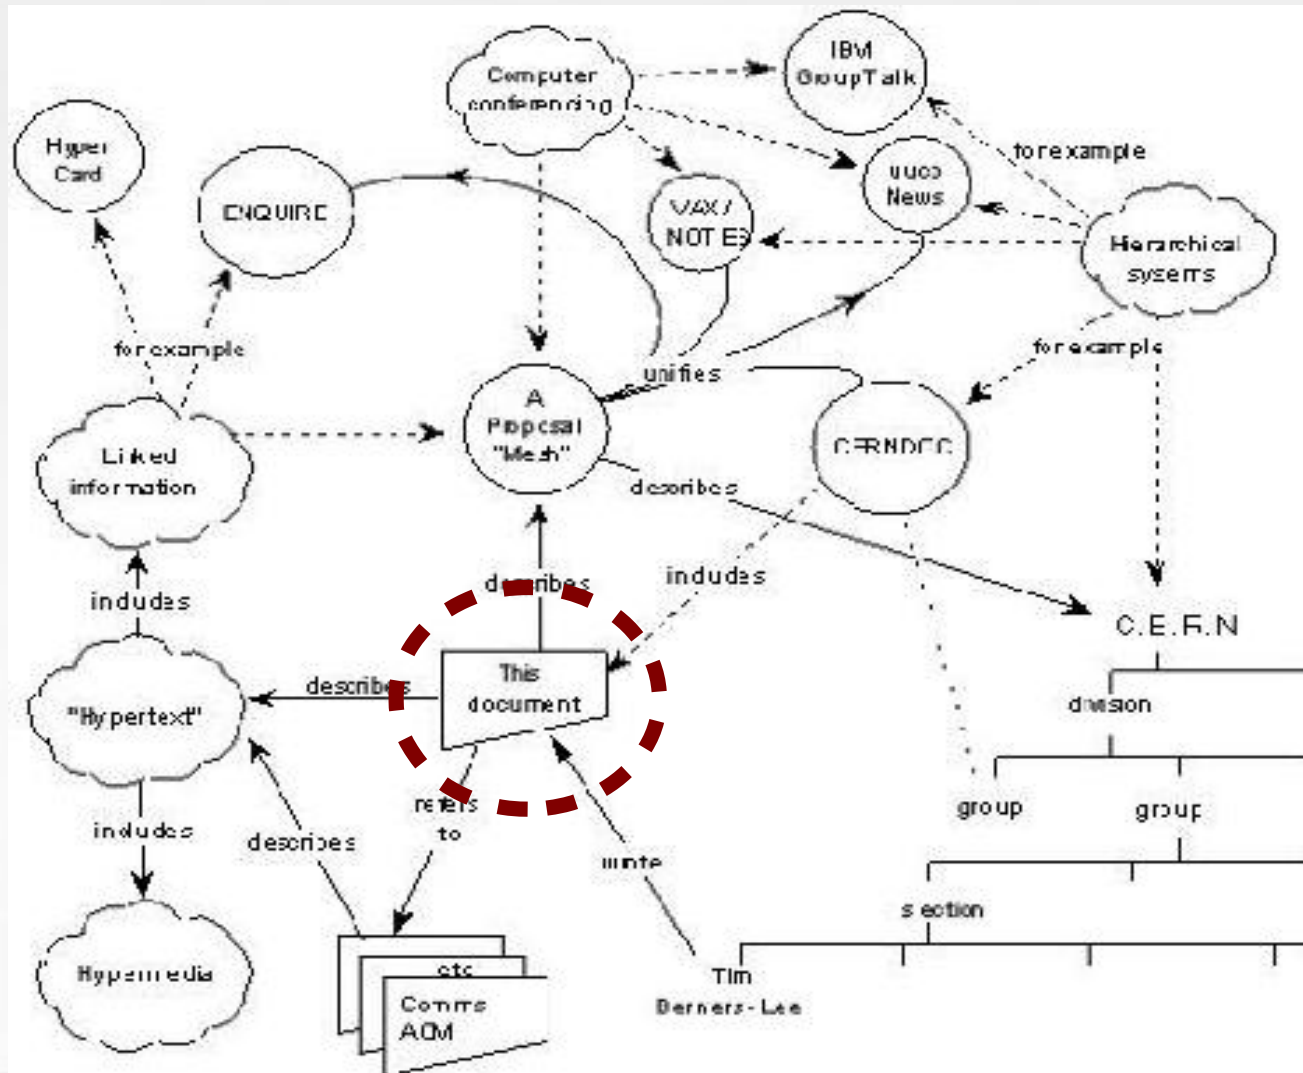 IBM
GroupTalk
Computer
conferencing
Hyper
Card
for example
uucp
News
ENQUIRE
VAX/
NOTES
Hierarchical
sysems
for example
for example
unifies
A
Proposal
"Mesh"
CERNDOC
Linked
information
describes
describes
includes
includes
C.E.R.N
This
document
describes
division
"Hypertext"
refers
to
group
group
includes
describes
wrote
section
Hypermedia
etc
Tim
Berners-Lee
Comms
ACM